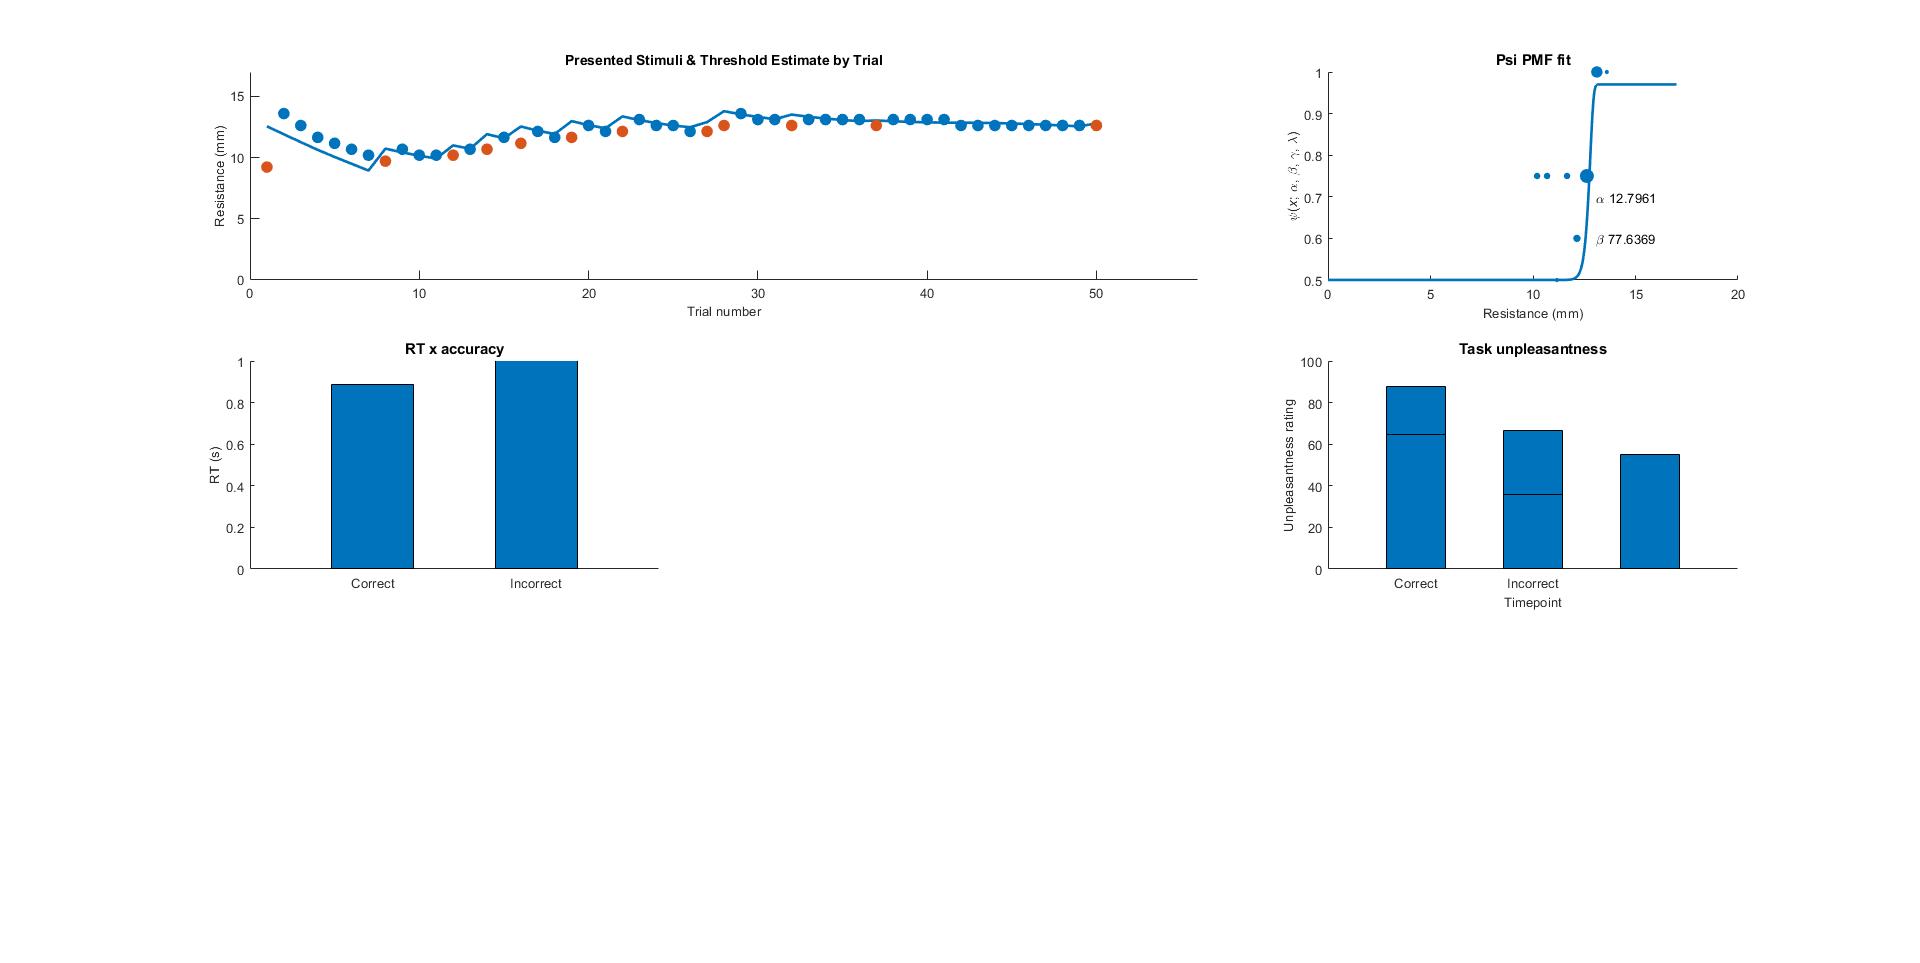 Presented Stimuli & Threshold Estimate by Trial
15
10
5
0
Resistance (mm)
0 10 20 30 40 50
Trial number
Psi PMF fit
1
0.9
0.8
0.7
0.6
0.5
ψ(x; α, β, γ, λ)
α 12.7961
β 77.6369
0 5 10 15 20
Resistance (mm)
RT x accuracy
1
0.8
0.6
0.4
0.2
0
RT (s)
Correct Incorrect
Task unpleasantness
100
80
60
40
20
0
Unpleasantness rating
Correct Incorrect
Timepoint